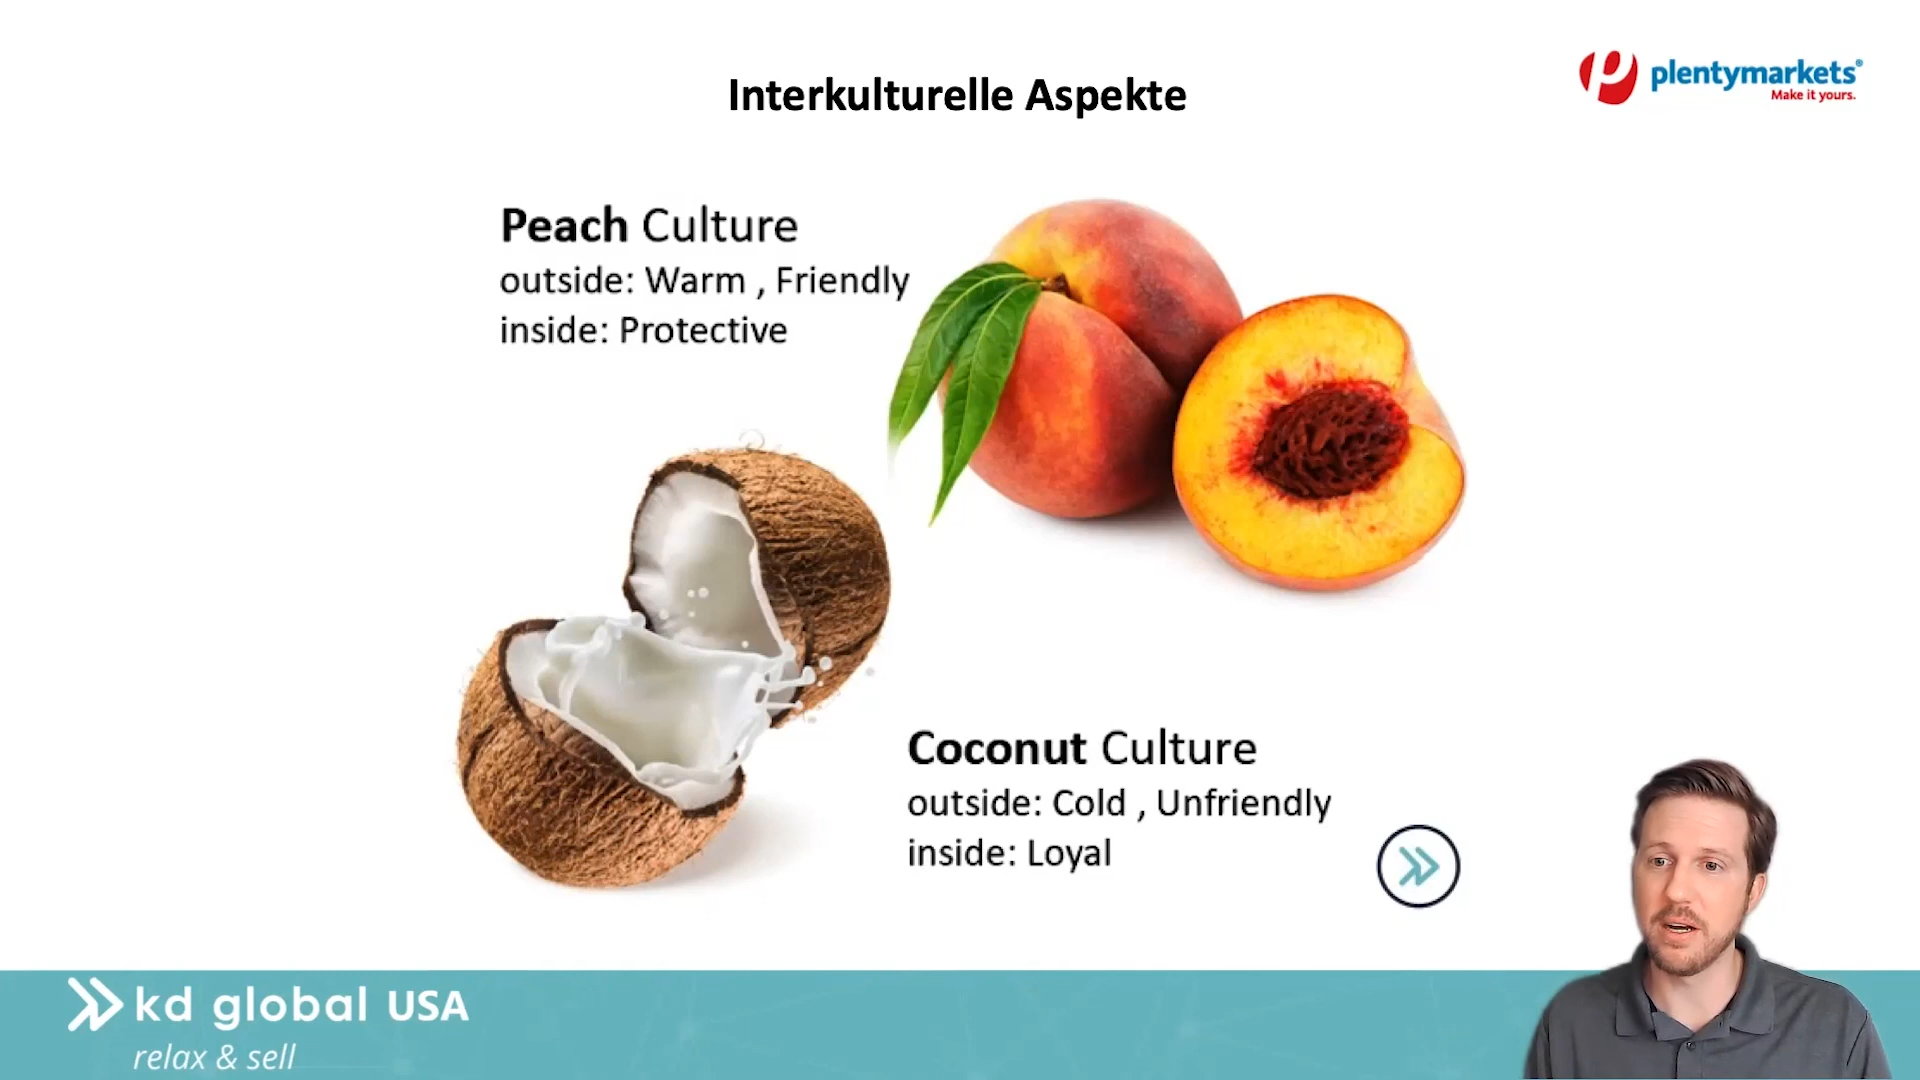 Interkulturelle Aspekte
plentymarkets®
Make it yours.
Peach Culture
outside: Warm , Friendly
inside: Protective
Coconut Culture
outside: Cold , Unfriendly
inside: Loyal
kd global USA
relax & sell